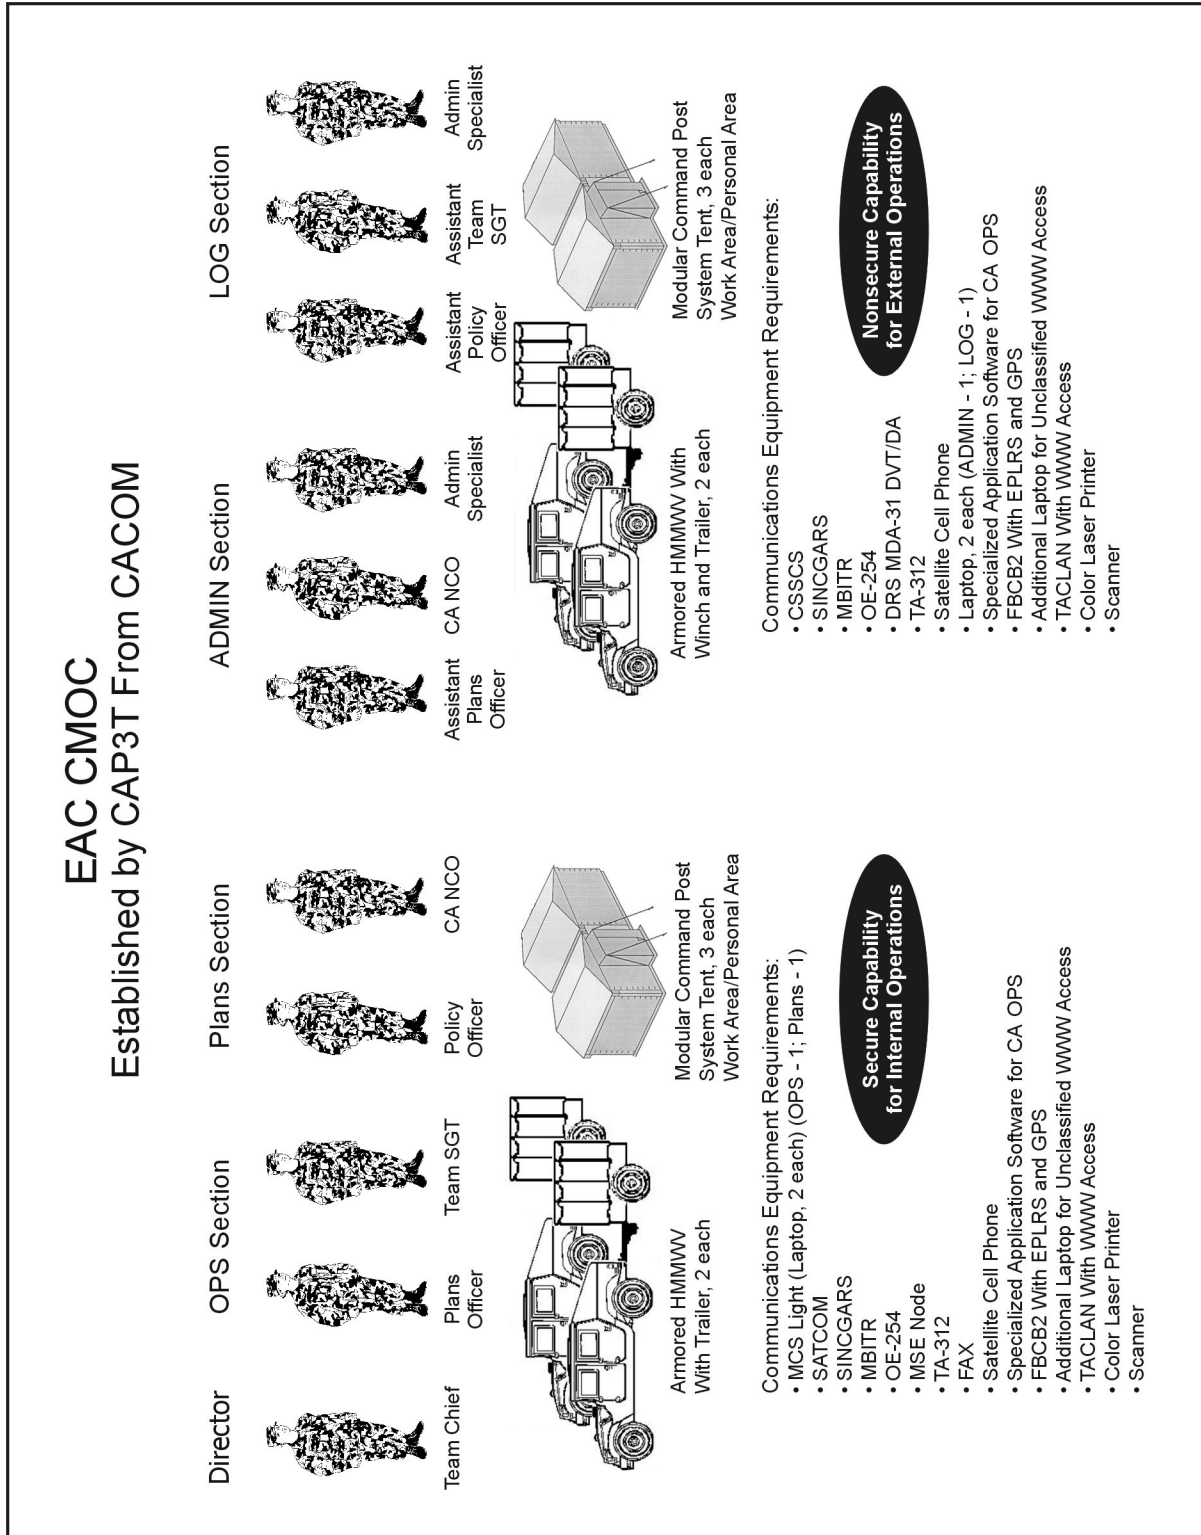 EAC CMOC
Established by CAP3T From CACOM
Director
OPS Section
Plans Section
ADMIN Section
LOG Section
Team Chief
Plans
Officer
Team SGT
Policy
Officer
CA NCO
Assistant
Plans
Officer
CA NCO
Admin
Specialist
Assistant
Policy
Officer
Assistant
Team
SGT
Admin
Specialist
Armored HMMWV
With Trailer, 2 each
Modular Command Post
System Tent, 3 each
Work Area/Personal Area
Armored HMMWV With
Winch and Trailer, 2 each
Modular Command Post
System Tent, 3 each
Work Area/Personal Area
Communications Equipment Requirements:
• MCS Light (Laptop, 2 each) (OPS - 1; Plans - 1)
• SATCOM
• SINCGARS
• MBITR
• OE-254
• MSE Node
• TA-312
• FAX
• Satellite Cell Phone
• Specialized Application Software for CA OPS
• FBCB2 With EPLRS and GPS
• Additional Laptop for Unclassified WWW Access
• TACLAN With WWW Access
• Color Laser Printer
• Scanner
Secure Capability
for Internal Operations
Communications Equipment Requirements:
• CSSCS
• SINCGARS
• MBITR
• OE-254
• DRS MDA-31 DVT/DA
• TA-312
• Satellite Cell Phone
• Laptop, 2 each (ADMIN - 1; LOG - 1)
• Specialized Application Software for CA OPS
• FBCB2 With EPLRS and GPS
• Additional Laptop for Unclassified WWW Access
• TACLAN With WWW Access
• Color Laser Printer
• Scanner
Nonsecure Capability
for External Operations